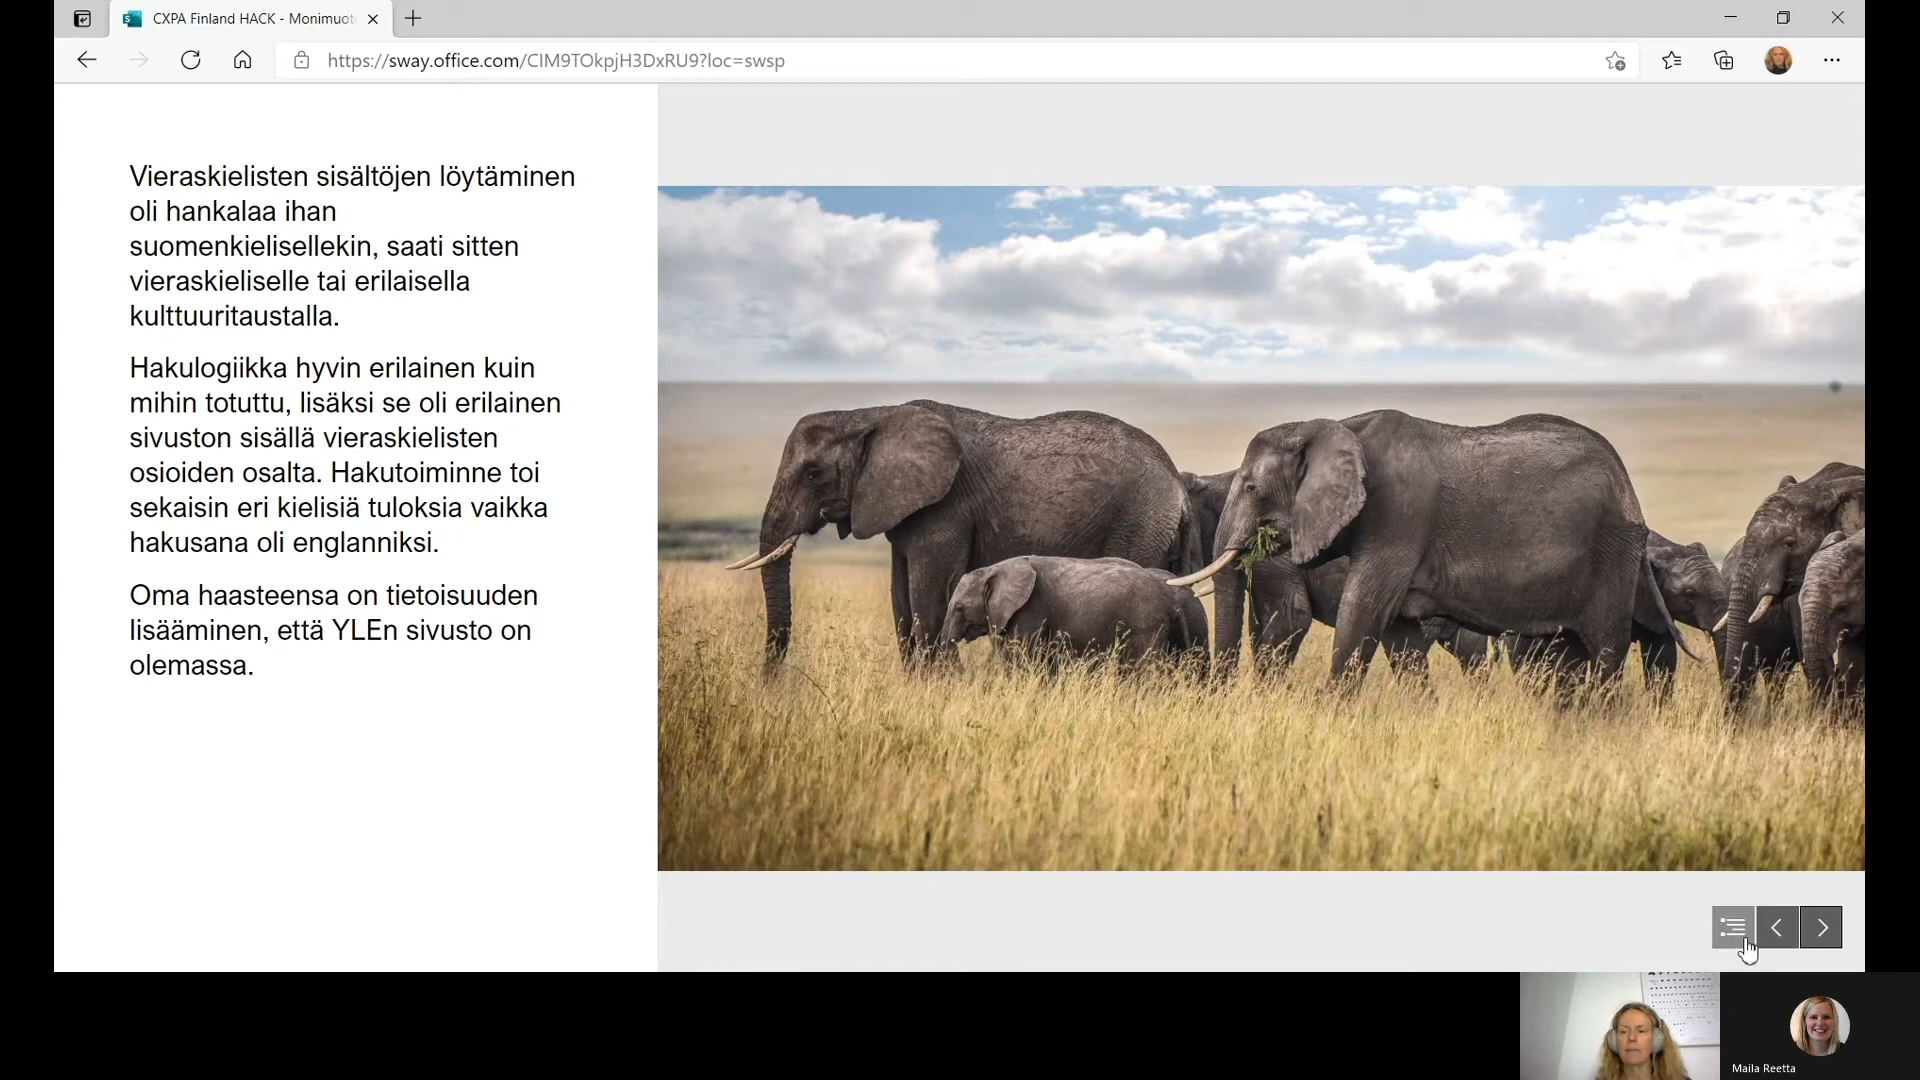 CXPA Finland HACK - Monimuot
https://sway.office.com/CIM9TOkpjH3DxRU9?loc=swsp
Vieraskielisten sisältöjen löytäminen
oli hankalaa ihan
suomenkielisellekin, saati sitten
vieraskieliselle tai erilaisella
kulttuuritaustalla.
Hakulogiikka hyvin erilainen kuin
mihin totuttu, lisäksi se oli erilainen
sivuston sisällä vieraskielisten
osioiden osalta. Hakutoiminne toi
sekaisin eri kielisiä tuloksia vaikka
hakusana oli englanniksi.
Oma haasteensa on tietoisuuden
lisääminen, että YLEn sivusto on
olemassa.
Maila Reetta